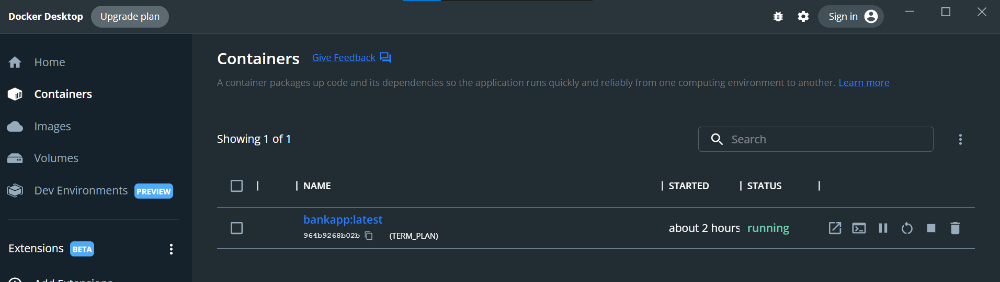 Docker Desktop Upgrade plan Sign in
Home
Containers
Images
Volumes
Dev Environments PREVIEW
Extensions BETA
Add Extensions
Containers Give Feedback
A container packages up code and its dependencies so the application runs quickly and reliably from one computing environment to another. Learn more
Showing 1 of 1 Search
NAME STARTED STATUS
bankapp:latest
964b9268b02b (TERM_PLAN) about 2 hours running